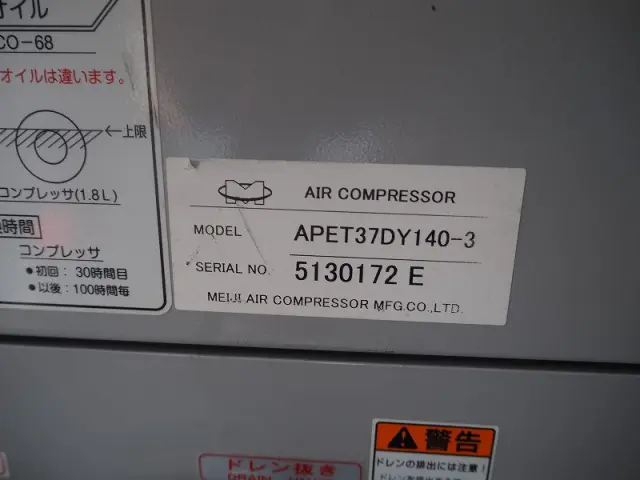 オイル
CO-68
オイルは違います。
上限
コンプレッサ(1.8L)
時間
コンプレッサ
●初回：30時間目
●以後：100時間毎
AIR COMPRESSOR
MODEL APET37DY140-3
SERIAL NO. 5130172 E
MEIJI AIR COMPRESSOR MFG.CO.,LTD.
警告
ドレンの排出には注意!
ドレン抜き